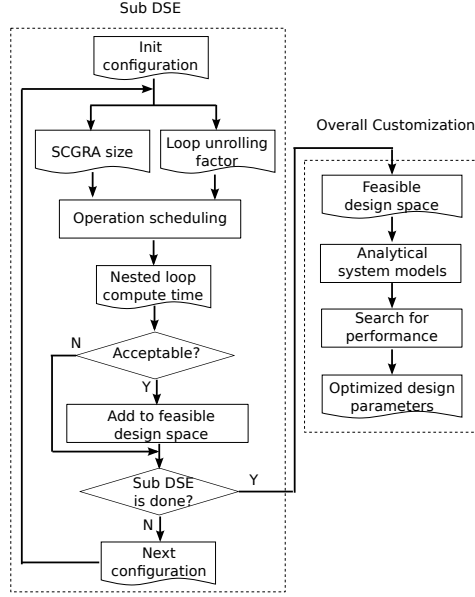 Sub DSE
Init
configuration
SCGRA size
Loop unrolling
factor
Operation scheduling
Nested loop
compute time
N
Acceptable?
Y
Add to feasible
design space
Sub DSE
is done?
Y
N
Next
configuration
Overall Customization
Feasible
design space
Analytical
system models
Search for
performance
Optimized design
parameters